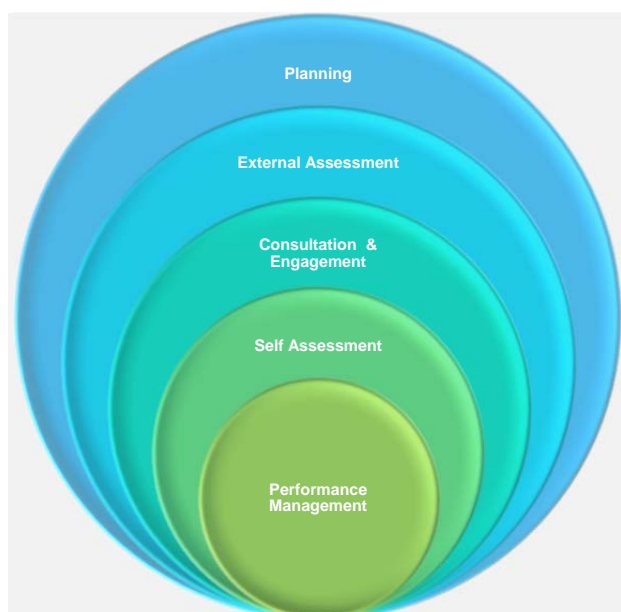 Planning
External Assessment
Consultation &
Engagement
Self Assessment
Performance
Management